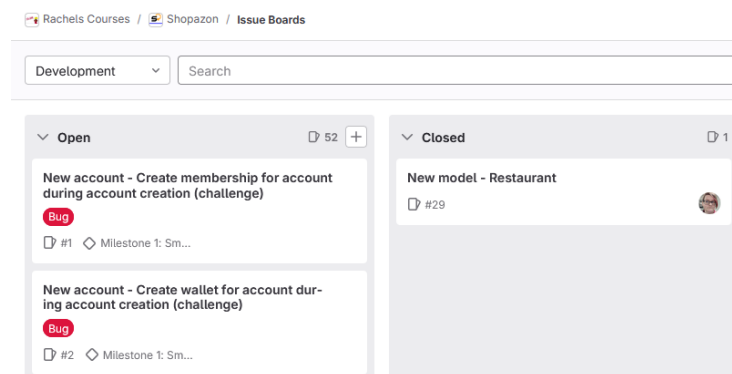 Rachels Courses / Shopazon / Issue Boards
Development
Search
Open
52
New account - Create membership for account
during account creation (challenge)
Bug
#1
Milestone 1: Sm...
New account - Create wallet for account dur-
ing account creation (challenge)
Bug
#2
Milestone 1: Sm...
Closed
1
New model - Restaurant
#29